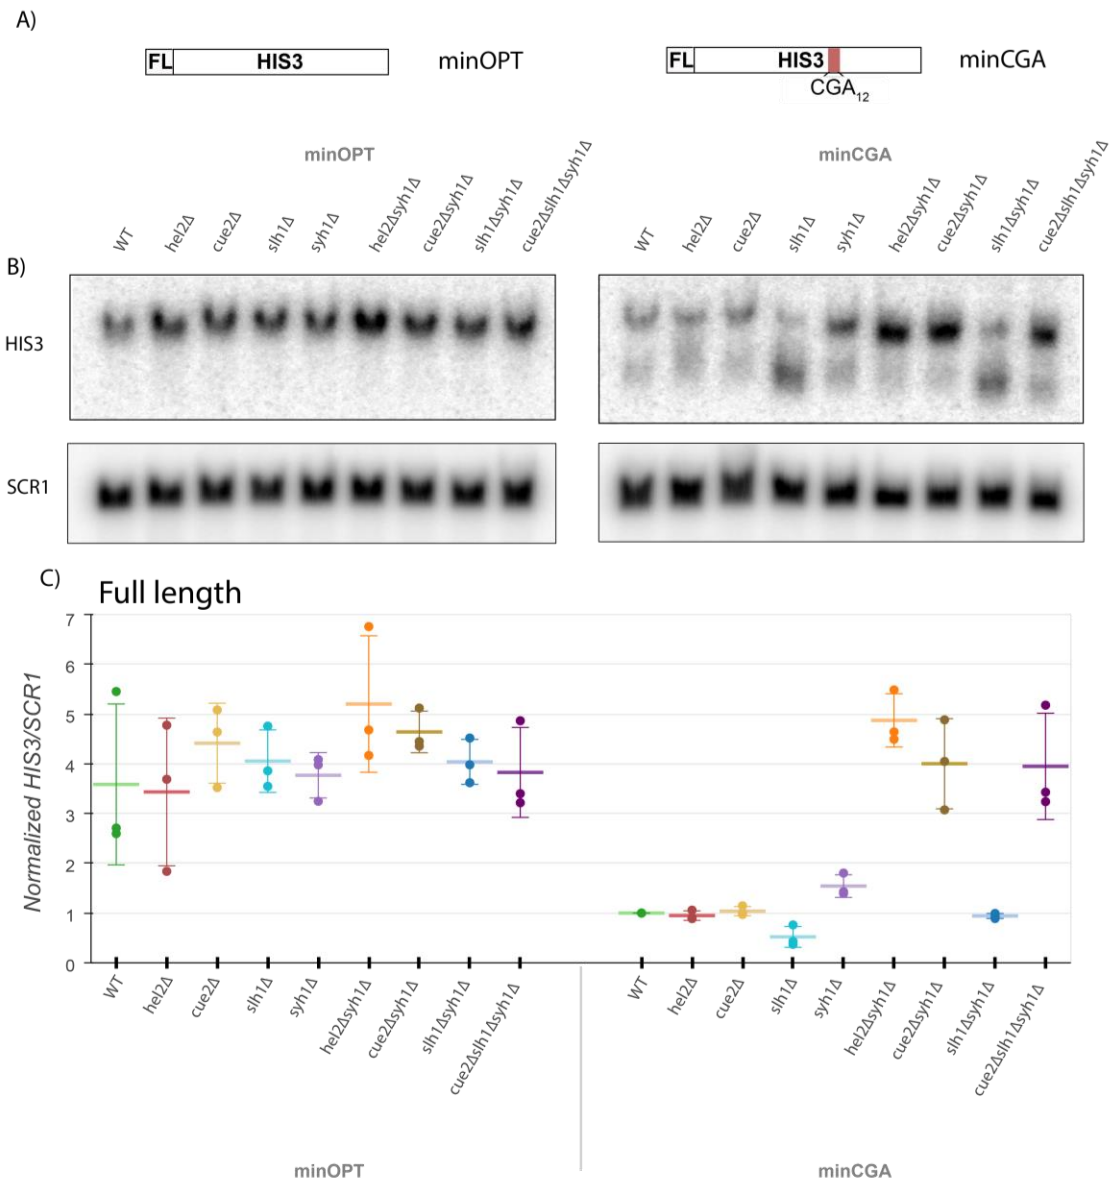 A)
FL HIS3 minOPT
FL HIS3 minCGA
CGA12
minOPT minCGA
WT hel2Δ cue2Δ slh1Δ syh1Δ hel2Δsyh1Δ cue2Δsyh1Δ slh1Δsyh1Δ cue2Δslh1Δsyh1Δ
WT hel2Δ cue2Δ slh1Δ syh1Δ hel2Δsyh1Δ cue2Δsyh1Δ slh1Δsyh1Δ cue2Δslh1Δsyh1Δ
B)
HIS3
SCR1
C)
Full length
Normalized HIS3/SCR1
7
6
5
4
3
2
1
0
WT hel2Δ cue2Δ slh1Δ syh1Δ hel2Δsyh1Δ cue2Δsyh1Δ slh1Δsyh1Δ cue2Δslh1Δsyh1Δ
WT hel2Δ cue2Δ slh1Δ syh1Δ hel2Δsyh1Δ cue2Δsyh1Δ slh1Δsyh1Δ cue2Δslh1Δsyh1Δ
minOPT minCGA